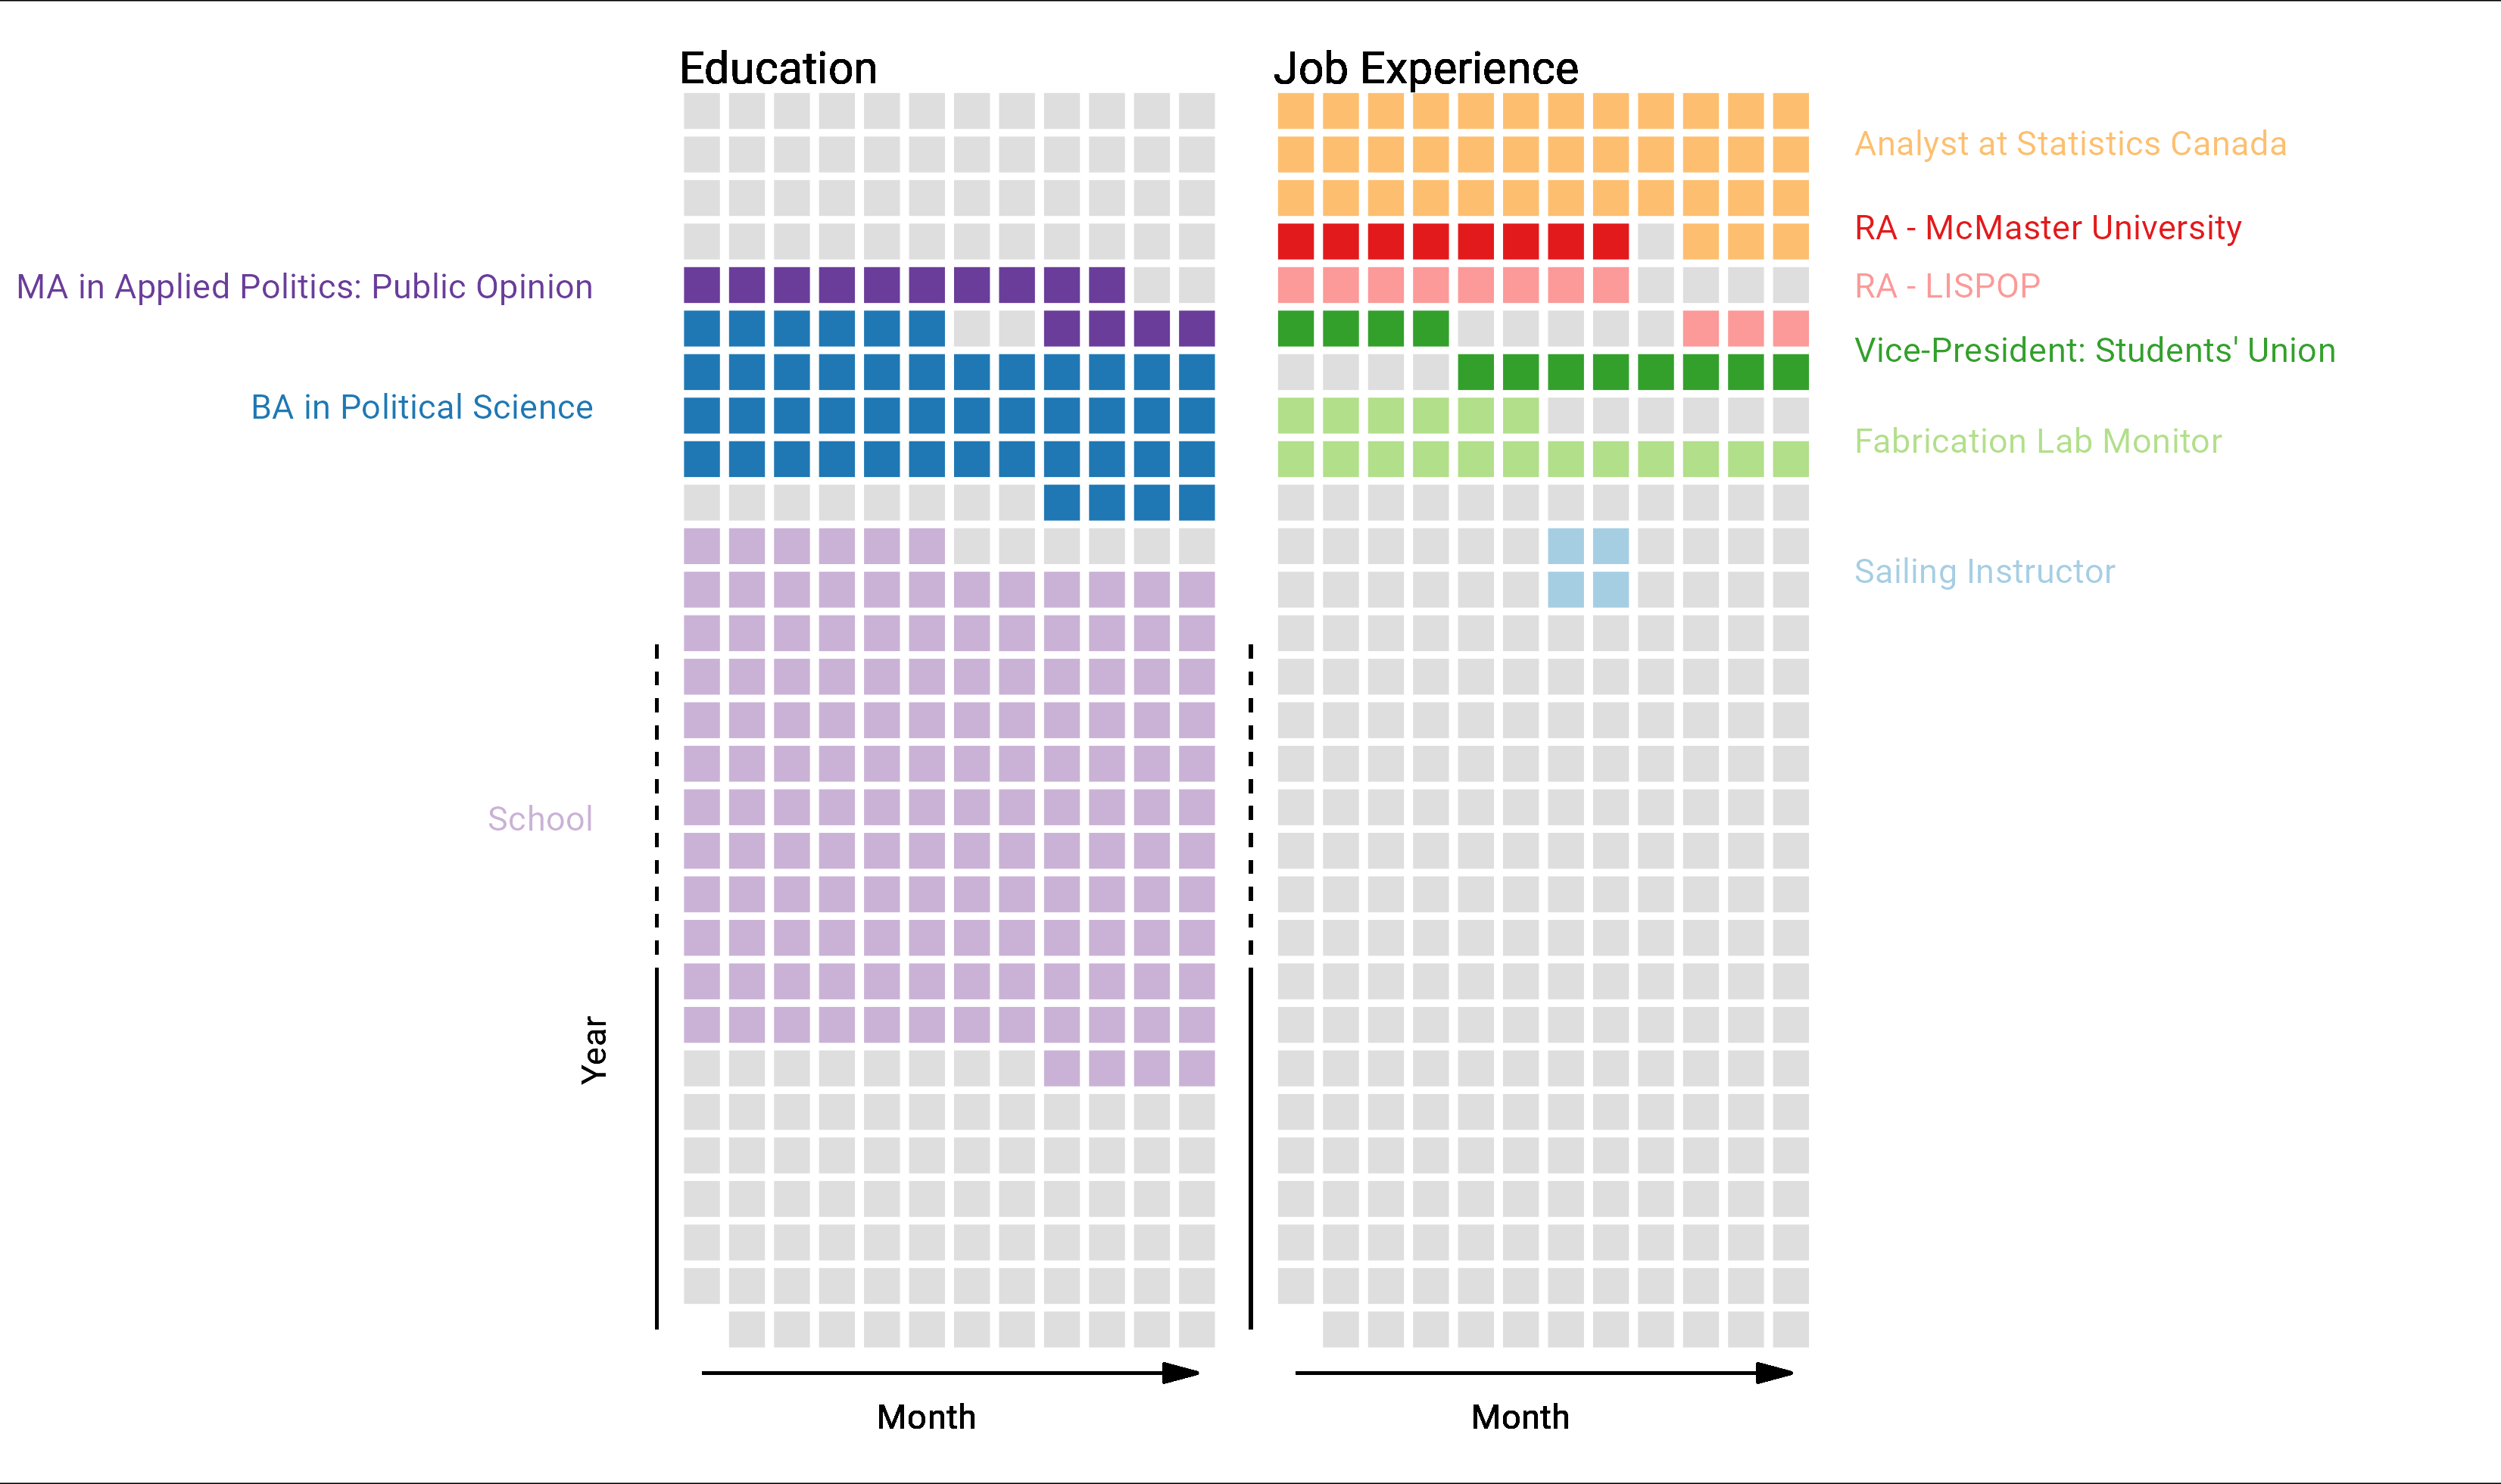 Education
Job Experience
Analyst at Statistics Canada
RA - McMaster University
MA in Applied Politics: Public Opinion
RA - LISPOP
Vice-President: Students' Union
BA in Political Science
Fabrication Lab Monitor
Sailing Instructor
School
Year
Month
Month